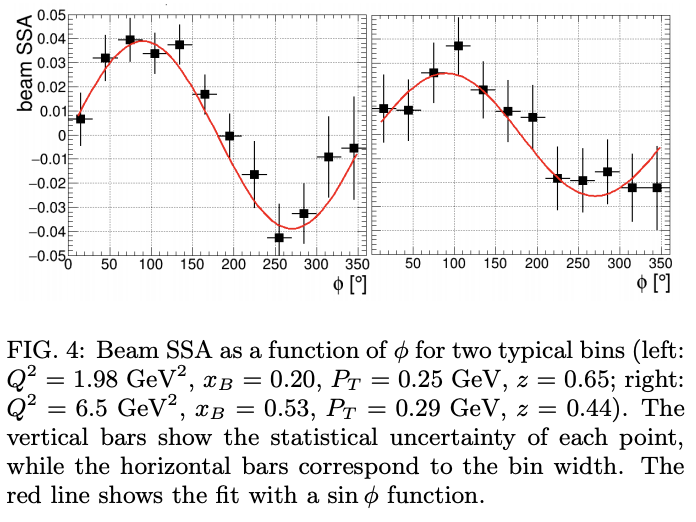 beam SSA
0.05
0.04
0.03
0.02
0.01
0
−0.01
−0.02
−0.03
−0.04
−0.05
0 50 100 150 200 250 300 350
ϕ [°]
50 100 150 200 250 300 350
ϕ [°]
FIG. 4: Beam SSA as a function of ϕ for two typical bins (left:
Q² = 1.98 GeV², x_B = 0.20, P_T = 0.25 GeV, z = 0.65; right:
Q² = 6.5 GeV², x_B = 0.53, P_T = 0.29 GeV, z = 0.44). The
vertical bars show the statistical uncertainty of each point,
while the horizontal bars correspond to the bin width. The
red line shows the fit with a sin ϕ function.